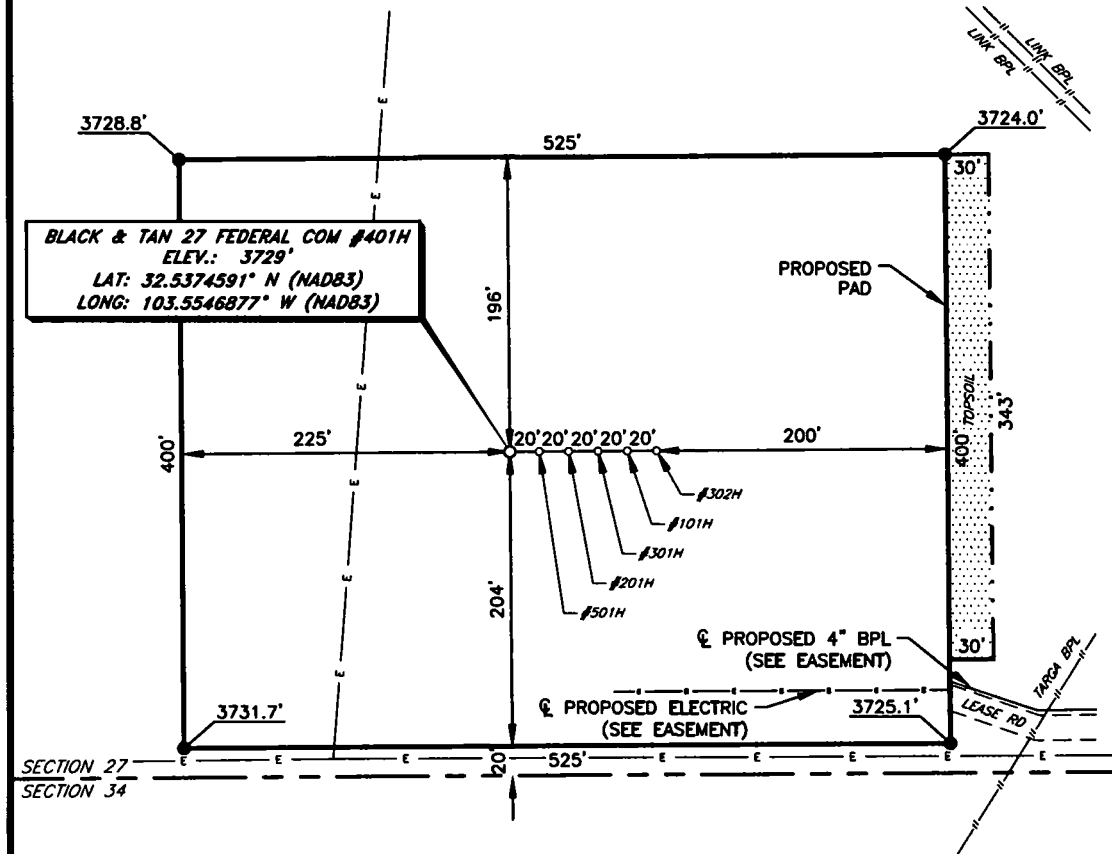 LINK BPL
LINK BPL
3728.8'
525'
3724.0'
30'
BLACK & TAN 27 FEDERAL COM #401H
ELEV.: 3729'
LAT: 32.5374591° N (NAD83)
LONG: 103.5546877° W (NAD83)
E
E
E
E
E
196'
PROPOSED
PAD
TOPSOIL
343'
400'
225'
20' 20' 20' 20' 20'
200'
400'
#302H
#101H
#301H
#201H
#501H
204'
℄ PROPOSED 4" BPL
(SEE EASEMENT)
30'
TARGA BPL
℄ PROPOSED ELECTRIC
(SEE EASEMENT)
LEASE RD
3731.7'
3725.1'
SECTION 27
E E E 525' E E E
20'
SECTION 34